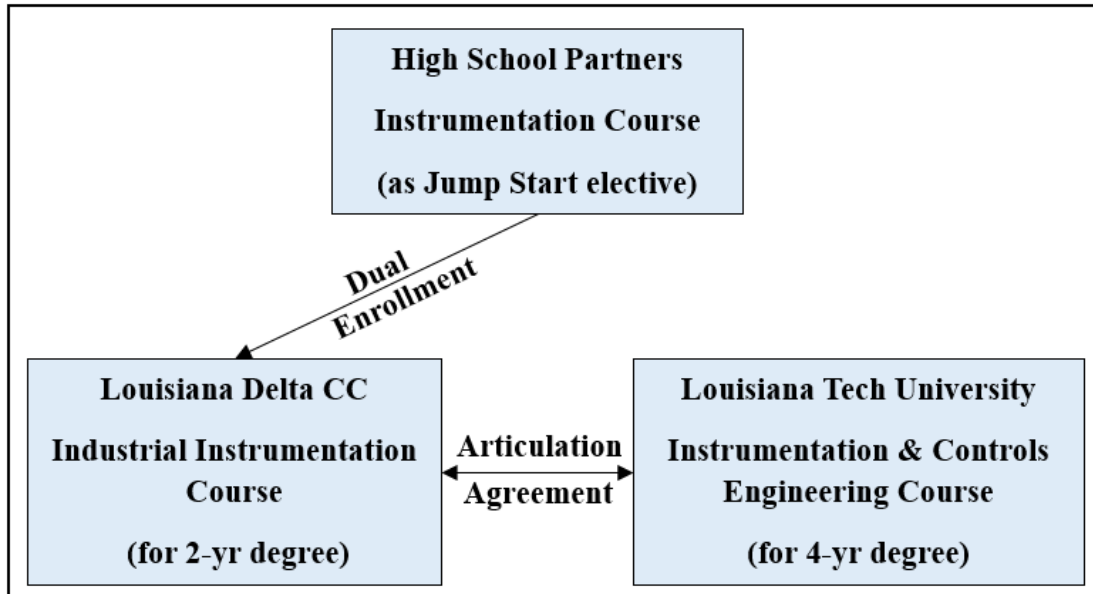 High School Partners
Instrumentation Course
(as Jump Start elective)
Dual
Enrollment
Louisiana Delta CC
Industrial Instrumentation
Course
(for 2-yr degree)
Articulation
Agreement
Louisiana Tech University
Instrumentation & Controls
Engineering Course
(for 4-yr degree)